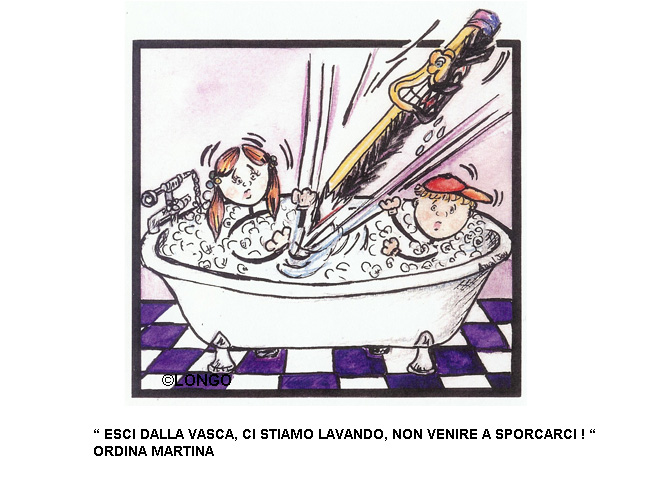 ©LONGO
“ ESCI DALLA VASCA, CI STIAMO LAVANDO, NON VENIRE A SPORCARCI ! “
ORDINA MARTINA